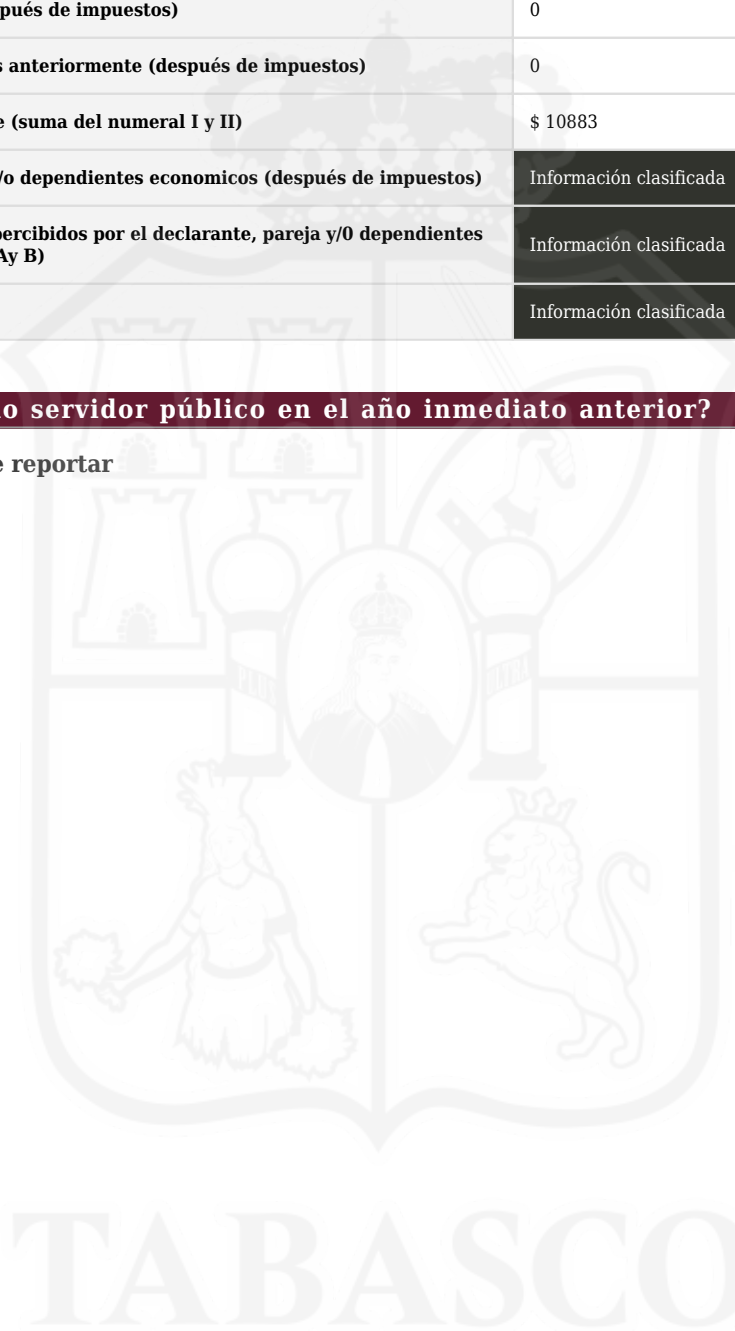 pués de impuestos) 0
s anteriormente (después de impuestos) 0
e (suma del numeral I y II) $ 10883
/o dependientes economicos (después de impuestos) Información clasificada
percibidos por el declarante, pareja y/0 dependientes Información clasificada
Ay B)
Información clasificada
o servidor público en el año inmediato anterior?
e reportar
PLUS ULTRA
TABASCO